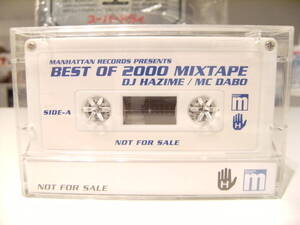 MANHATTAN RECORDS PRESENTS
BEST OF 2000 MIXTAPE
DJ HAZIME / MC DABO
SIDE-A
m
NOT FOR SALE
H
NOT FOR SALE
H
m